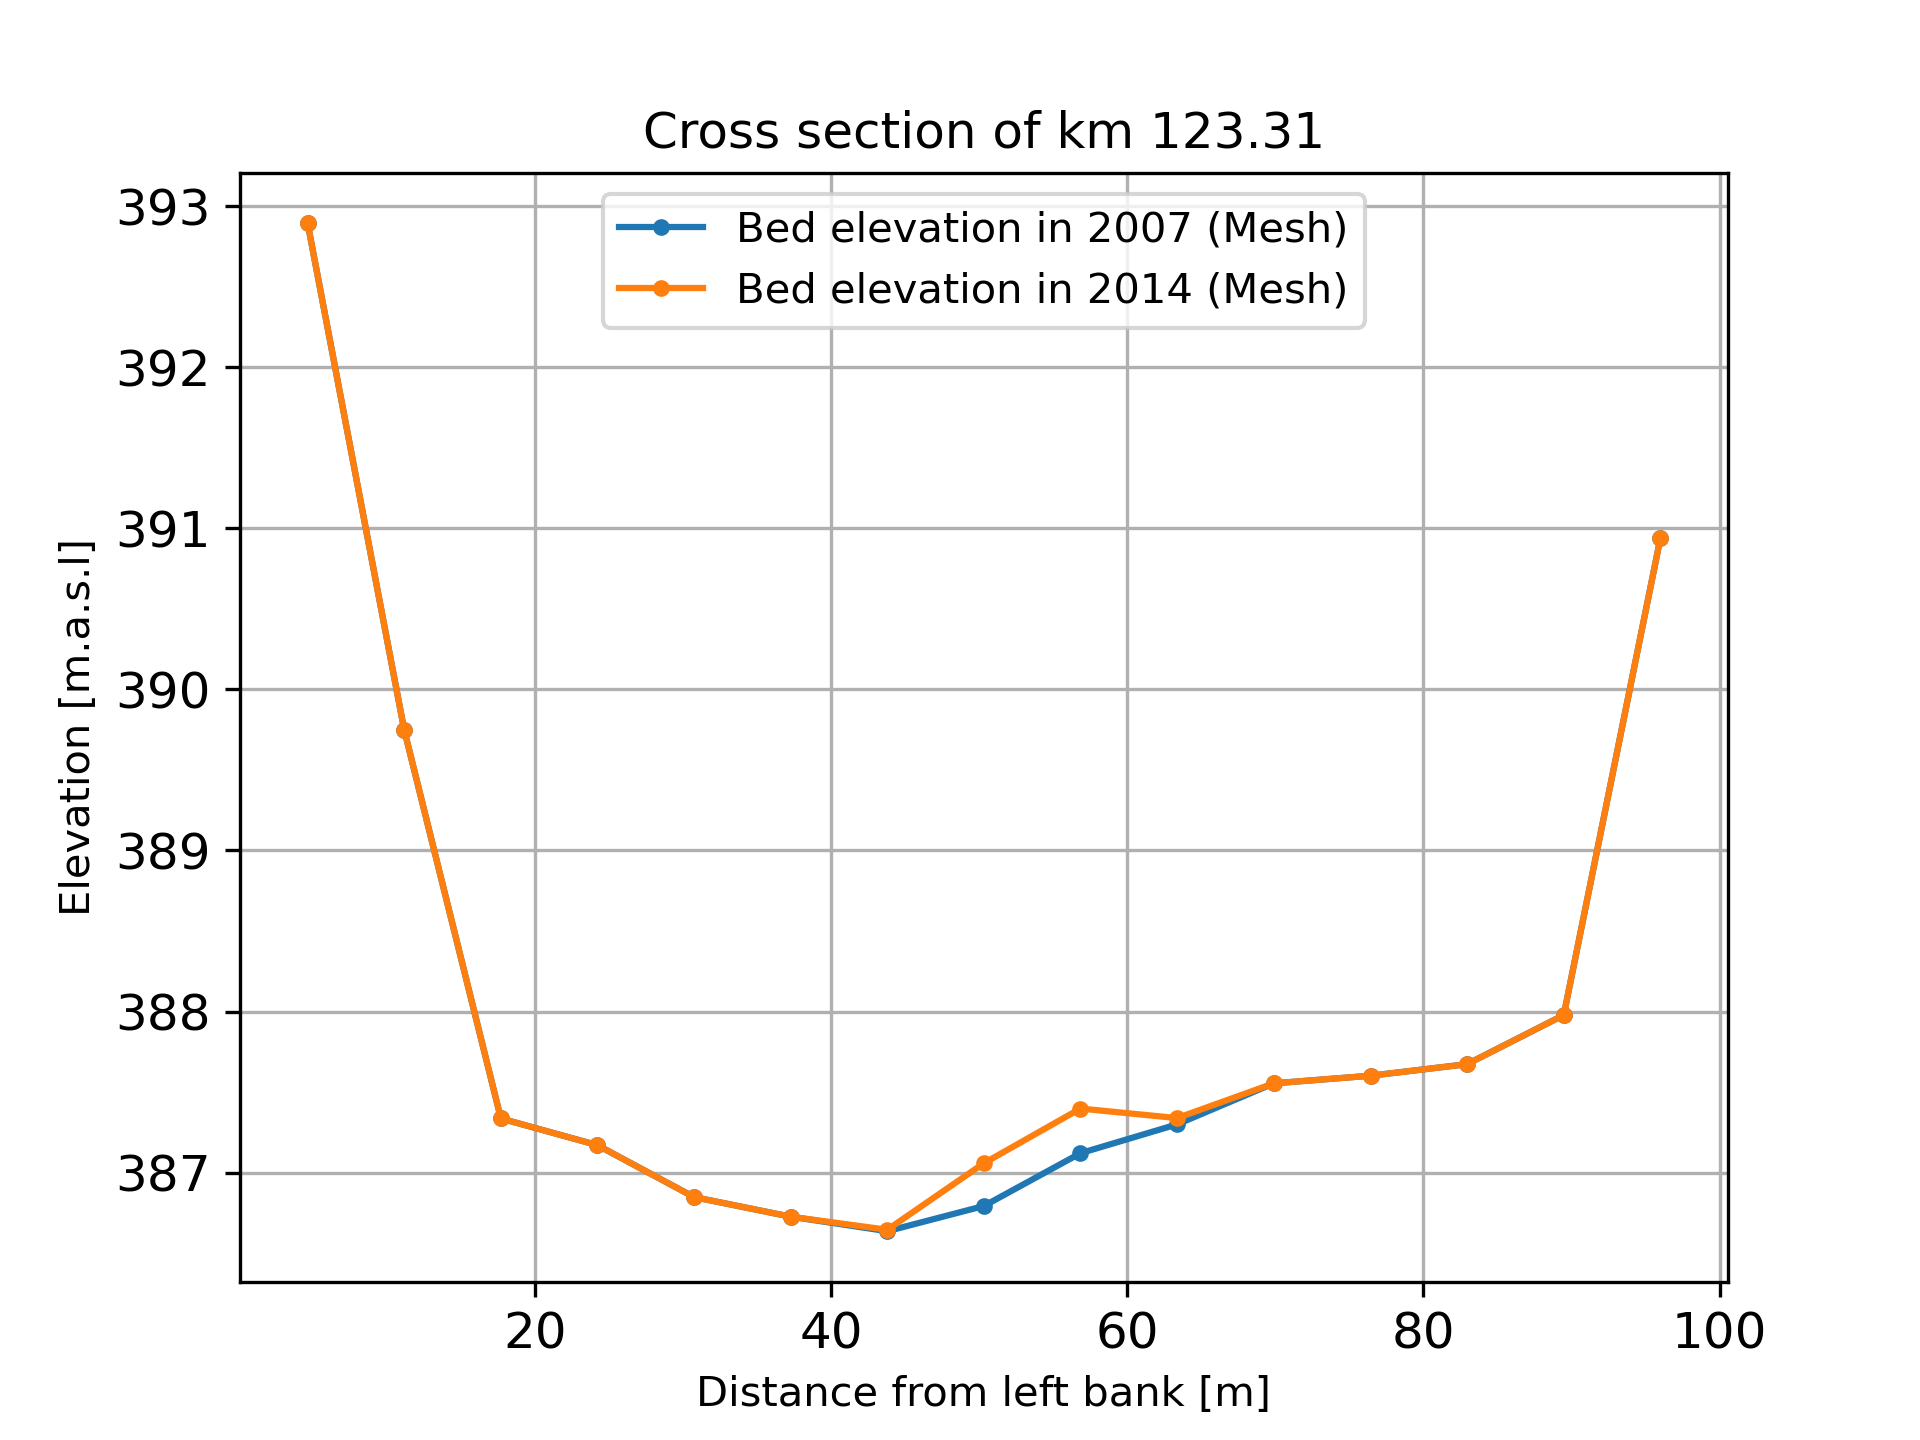 Cross section of km 123.31
Bed elevation in 2007 (Mesh)
Bed elevation in 2014 (Mesh)
393
392
391
390
389
388
387
Elevation [m.a.s.l]
20 40 60 80 100
Distance from left bank [m]